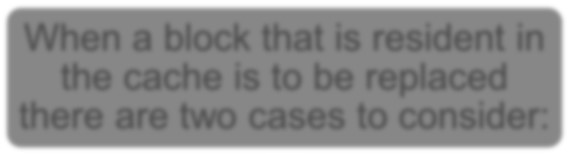 When a block that is resident in
the cache is to be replaced
there are two cases to consider: